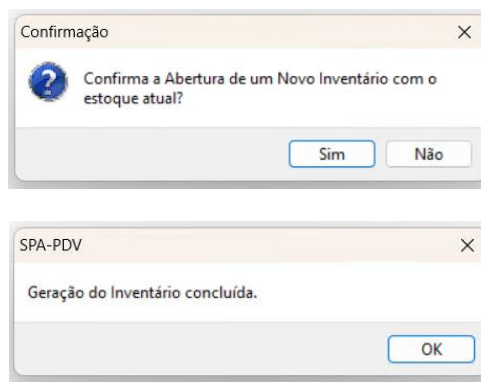 Confirmação
Confirma a Abertura de um Novo Inventário com o
estoque atual?
Sim Não
SPA-PDV
Geração do Inventário concluída.
OK